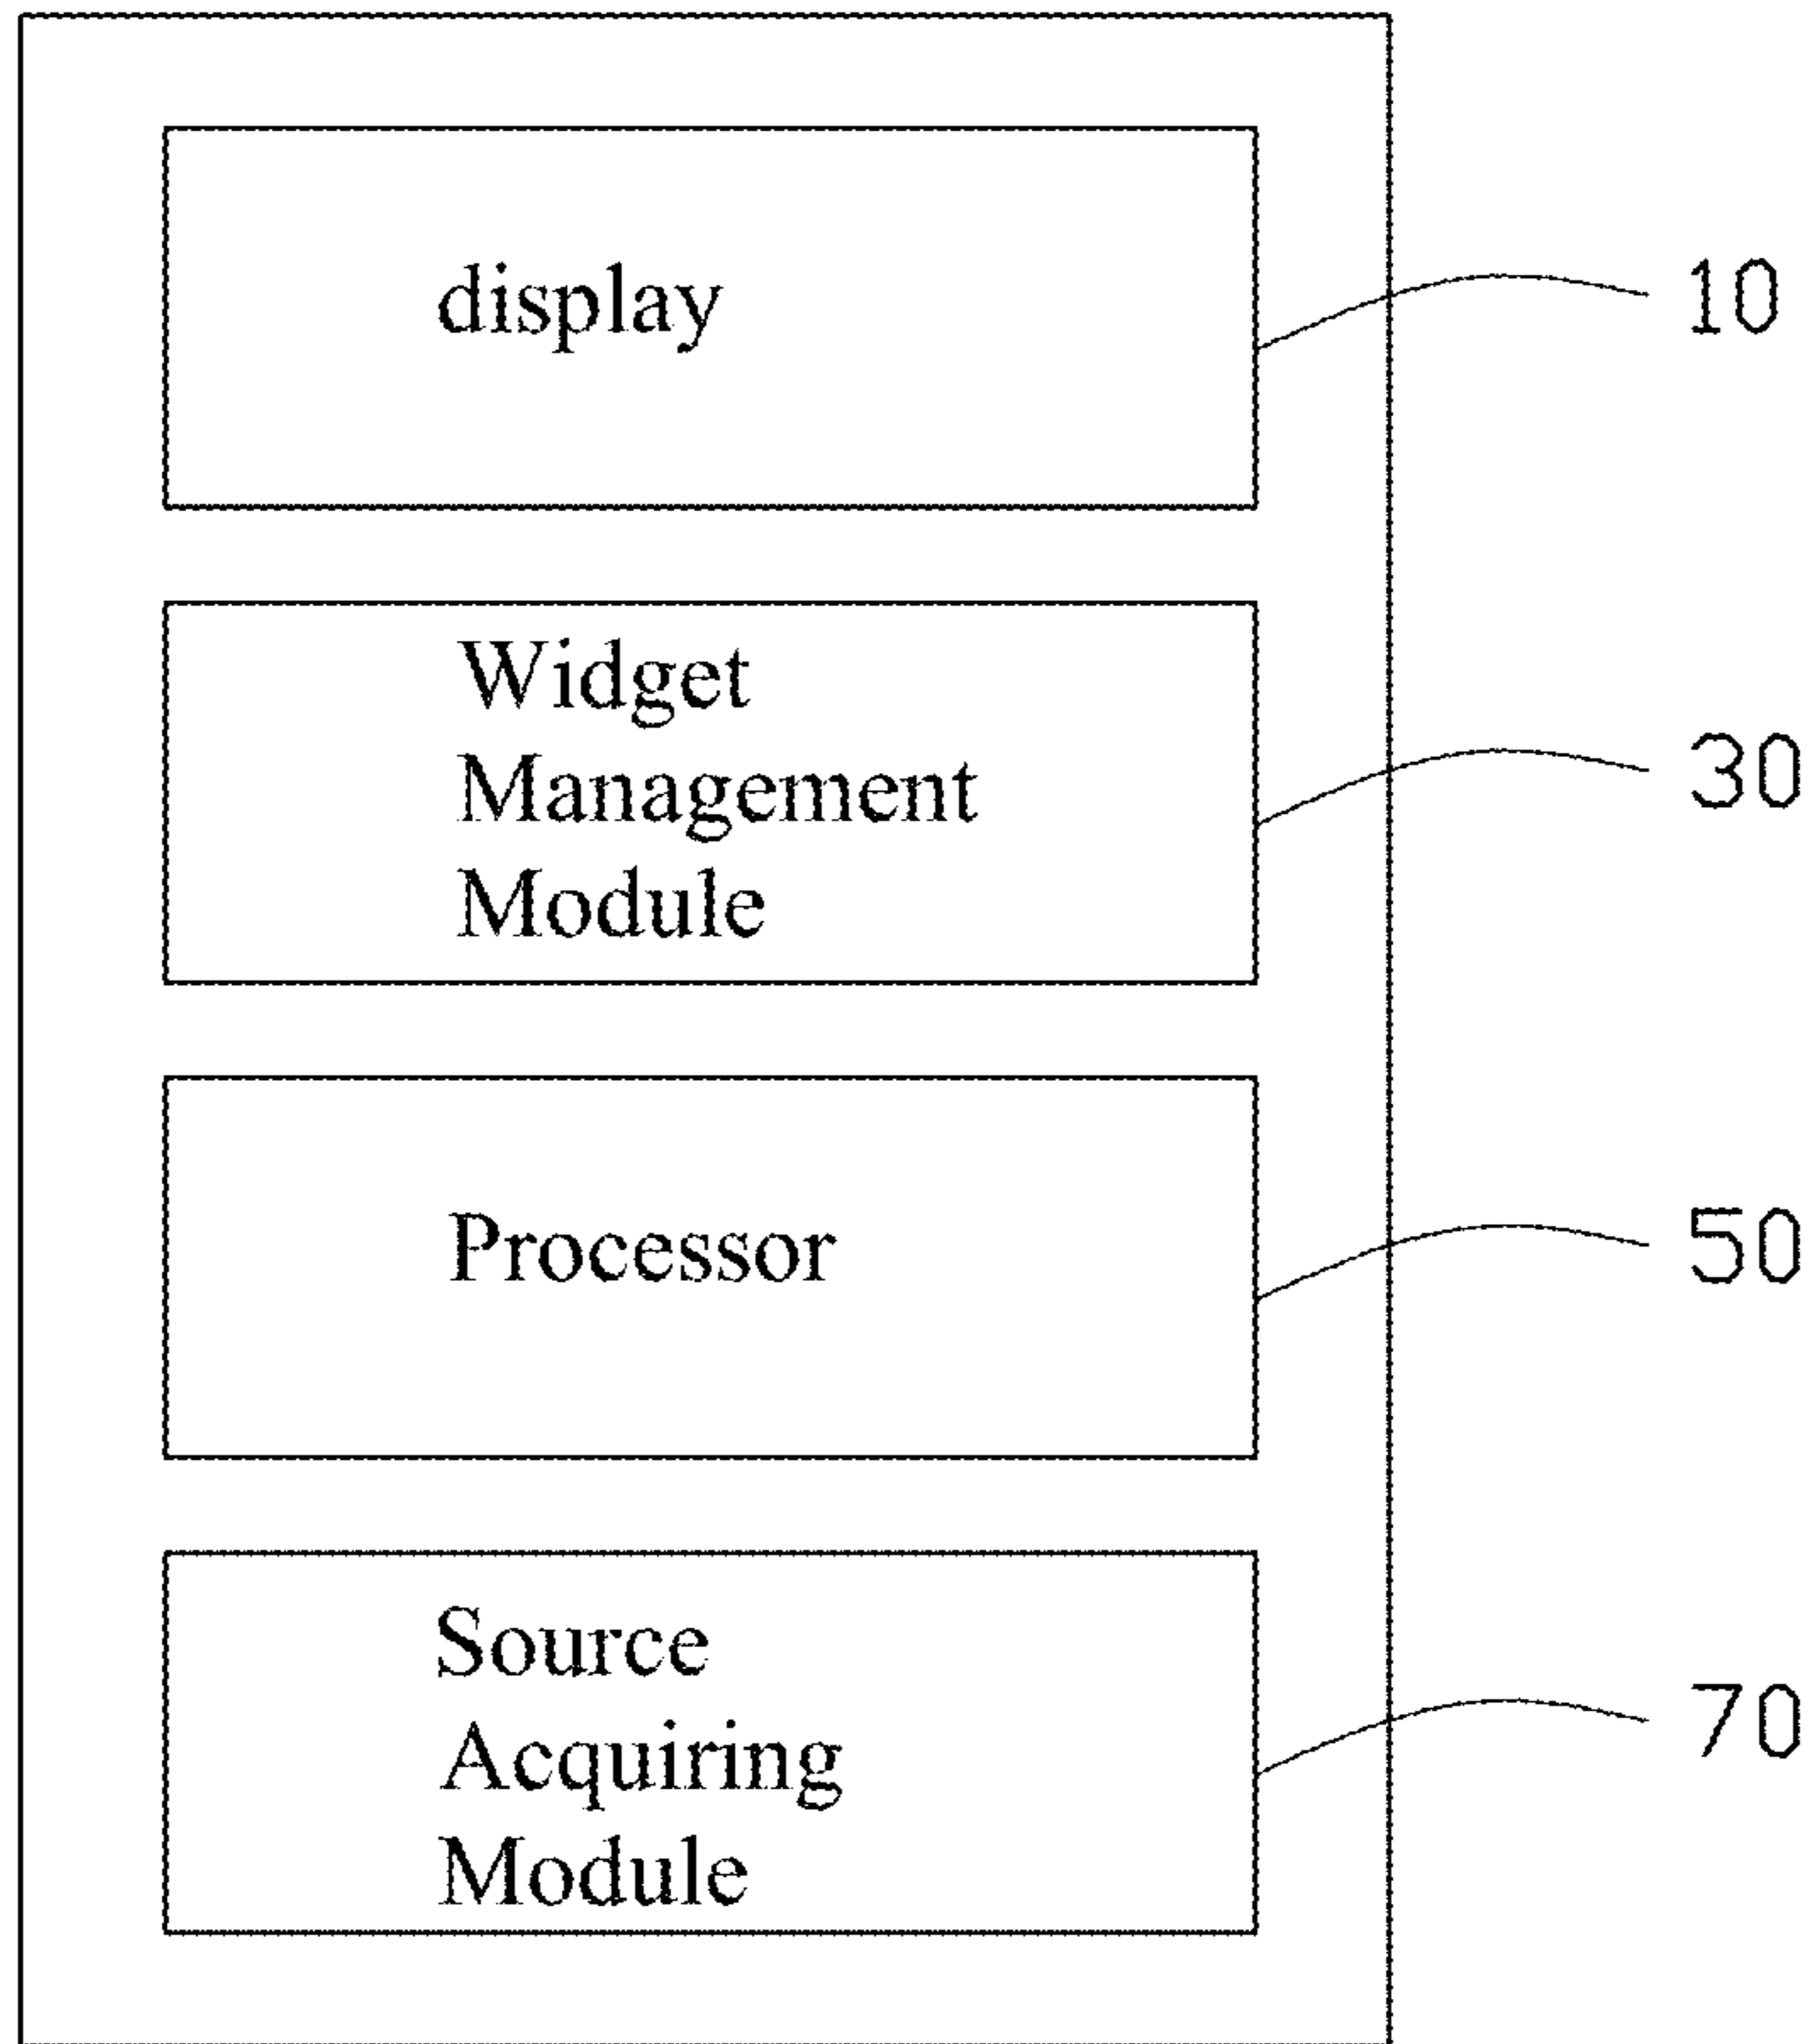 display
10
Widget
Management
Module
30
Processor
50
Source
Acquiring
Module
70